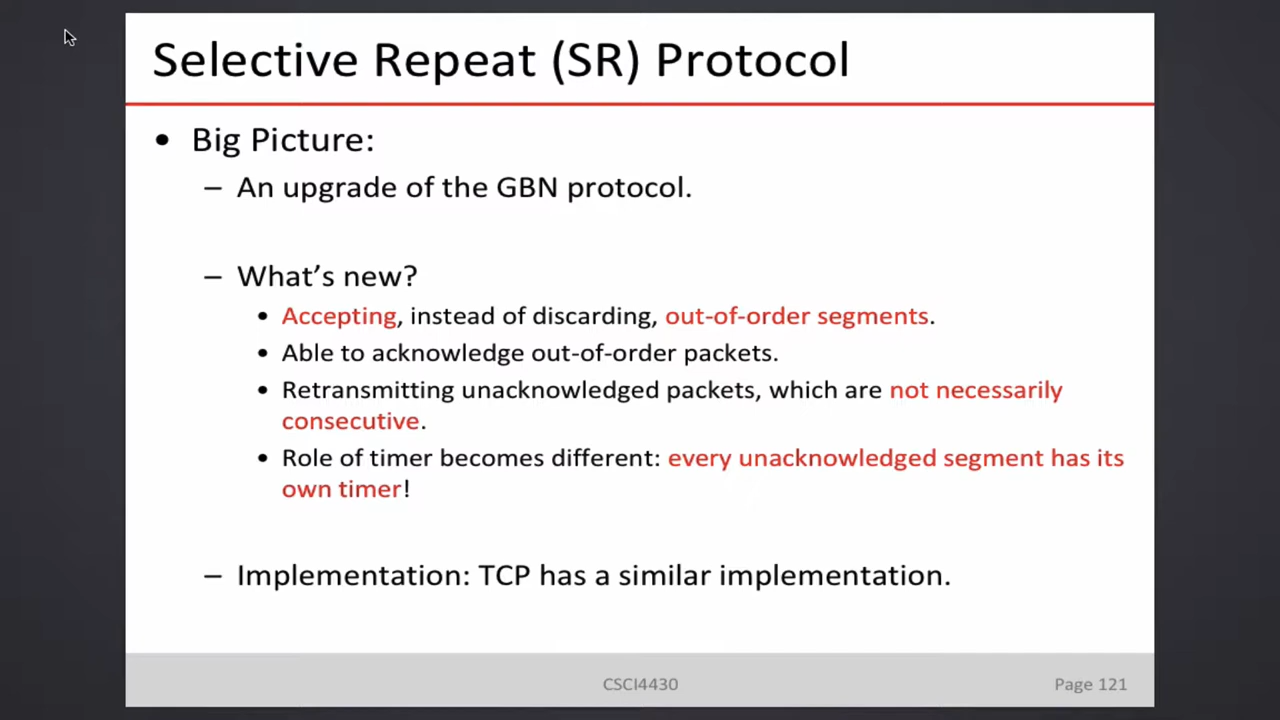 Selective Repeat (SR) Protocol
• Big Picture:
– An upgrade of the GBN protocol.
– What’s new?
• Accepting, instead of discarding, out-of-order segments.
• Able to acknowledge out-of-order packets.
• Retransmitting unacknowledged packets, which are not necessarily
consecutive.
• Role of timer becomes different: every unacknowledged segment has its
own timer!
– Implementation: TCP has a similar implementation.
CSCI4430
Page 121